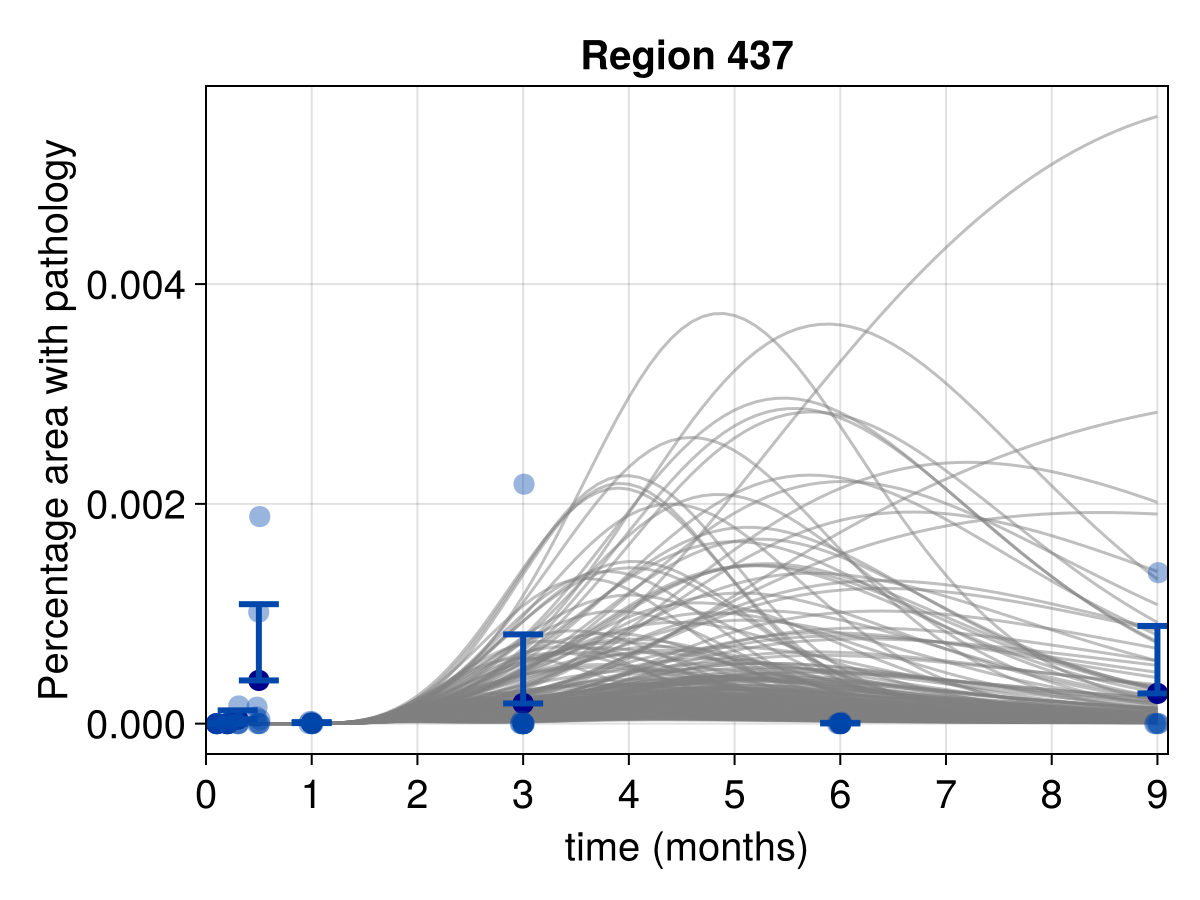 Region 437
Percentage area with pathology
0.004
0.002
0.000
0 1 2 3 4 5 6 7 8 9
time (months)